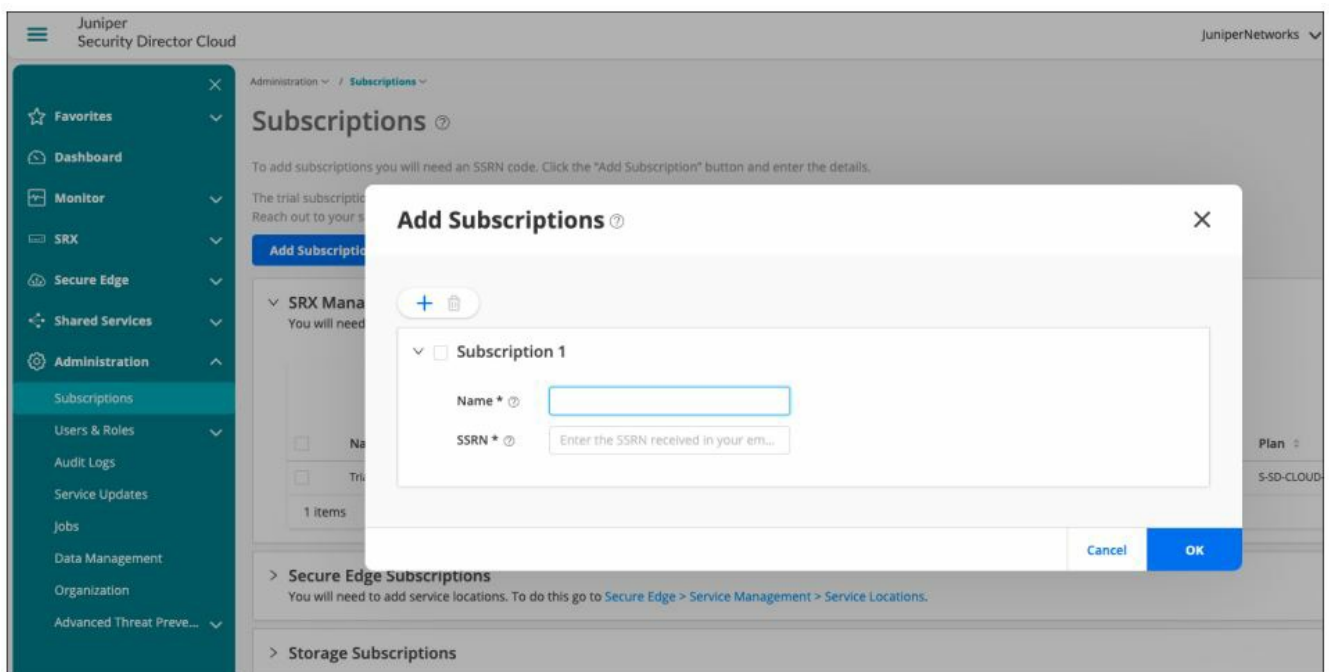 Juniper
Security Director Cloud
JuniperNetworks
Favorites
Dashboard
Monitor
SRX
Secure Edge
Shared Services
Administration
Subscriptions
Users & Roles
Audit Logs
Service Updates
Jobs
Data Management
Organization
Advanced Threat Preve...
Administration / Subscriptions
Subscriptions
To add subscriptions you will need an SSRN code. Click the "Add Subscription" button and enter the details.
The trial subscriptic
Reach out to your s
Add Subscriptio
SRX Mana
You will need
Na
Plan
Tria
S-SD-CLOUD-
1 items
Add Subscriptions
Subscription 1
Name *
SSRN * Enter the SSRN received in your em...
Cancel OK
Secure Edge Subscriptions
You will need to add service locations. To do this go to Secure Edge > Service Management > Service Locations.
Storage Subscriptions